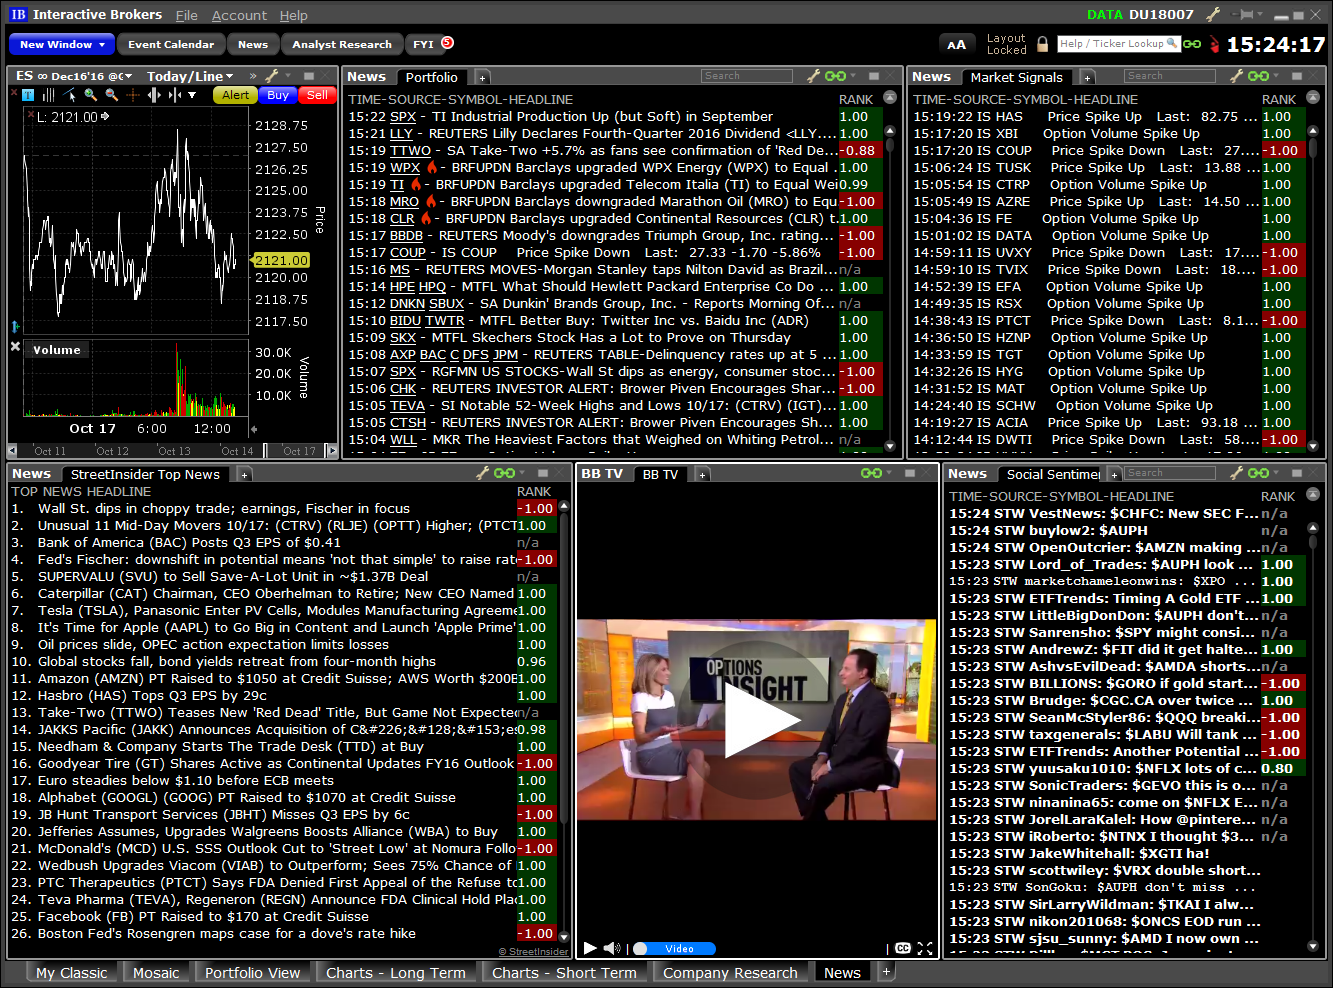 IB Interactive Brokers File Account Help
DATA DU18007
New Window Event Calendar News Analyst Research FYI 5
AA Layout Locked Help / Ticker Lookup 15:24:17
ES ∞ Dec16'16 @ Today/Line »
T Alert Buy Sell
L: 2121.00
2128.75
2127.50
2126.25
2125.00
2123.75
2122.50
2121.00
2120.00
2118.75
2117.50
Price
Volume
30.0K
20.0K
10.0K
Volume
Oct 17 6:00 12:00
Oct 11 Oct 12 Oct 13 Oct 14 Oct 17
News Portfolio + Search
TIME-SOURCE-SYMBOL-HEADLINE RANK
15:22 SPX - TI Industrial Production Up (but Soft) in September 1.00
15:21 LLY - REUTERS Lilly Declares Fourth-Quarter 2016 Dividend <LLY.... 1.00
15:19 TTWO - SA Take-Two +5.7% as fans see confirmation of 'Red De... -0.88
15:19 WPX - BRFUPDN Barclays upgraded WPX Energy (WPX) to Equal . 1.00
15:19 TI - BRFUPDN Barclays upgraded Telecom Italia (TI) to Equal Wei 0.99
15:18 MRO - BRFUPDN Barclays downgraded Marathon Oil (MRO) to Equ -1.00
15:18 CLR - BRFUPDN Barclays upgraded Continental Resources (CLR) t. 1.00
15:17 BBDB - REUTERS Moody's downgrades Triumph Group, Inc. rating... -1.00
15:17 COUP - IS COUP Price Spike Down Last: 27.33 -1.70 -5.86% -1.00
15:16 MS - REUTERS MOVES-Morgan Stanley taps Nilton David as Brazil... n/a
15:14 HPE HPQ - MTFL What Should Hewlett Packard Enterprise Co Do ... 1.00
15:12 DNKN SBUX - SA Dunkin' Brands Group, Inc. - Reports Morning Of... n/a
15:10 BIDU TWTR - MTFL Better Buy: Twitter Inc vs. Baidu Inc (ADR) 1.00
15:09 SKX - MTFL Skechers Stock Has a Lot to Prove on Thursday 1.00
15:08 AXP BAC C DFS JPM - REUTERS TABLE-Delinquency rates up at 5 ... 1.00
15:07 SPX - RGFMN US STOCKS-Wall St dips as energy, consumer stoc... -1.00
15:06 CHK - REUTERS INVESTOR ALERT: Brower Piven Encourages Shar... -1.00
15:05 TEVA - SI Notable 52-Week Highs and Lows 10/17: (CTRV) (IGT)... 1.00
15:05 CTSH - REUTERS INVESTOR ALERT: Brower Piven Encourages Sh... 1.00
15:04 WLL - MKR The Heaviest Factors that Weighed on Whiting Petrol... n/a
News Market Signals + Search
TIME-SOURCE-SYMBOL-HEADLINE RANK
15:19:22 IS HAS Price Spike Up Last: 82.75 ... 1.00
15:17:20 IS XBI Option Volume Spike Up 1.00
15:17:20 IS COUP Price Spike Down Last: 27.... -1.00
15:06:24 IS TUSK Price Spike Up Last: 13.88 ... 1.00
15:05:54 IS CTRP Option Volume Spike Up 1.00
15:05:49 IS AZRE Price Spike Up Last: 14.50 ... 1.00
15:04:36 IS FE Option Volume Spike Up 1.00
15:01:02 IS DATA Option Volume Spike Up 1.00
14:59:11 IS UVXY Price Spike Down Last: 17.... -1.00
14:59:10 IS TVIX Price Spike Down Last: 18.... -1.00
14:52:39 IS EFA Option Volume Spike Up 1.00
14:49:35 IS RSX Option Volume Spike Up 1.00
14:38:43 IS PTCT Price Spike Down Last: 8.1... -1.00
14:36:50 IS HZNP Option Volume Spike Up 1.00
14:33:59 IS TGT Option Volume Spike Up 1.00
14:32:26 IS HYG Option Volume Spike Up 1.00
14:31:52 IS MAT Option Volume Spike Up 1.00
14:24:40 IS SCHW Option Volume Spike Up 1.00
14:19:27 IS ACIA Price Spike Up Last: 93.18 ... 1.00
14:12:44 IS DWTI Price Spike Down Last: 58.... -1.00
News StreetInsider Top News +
TOP NEWS HEADLINE RANK
1. Wall St. dips in choppy trade; earnings, Fischer in focus -1.00
2. Unusual 11 Mid-Day Movers 10/17: (CTRV) (RLJE) (OPTT) Higher; (PTCT 1.00
3. Bank of America (BAC) Posts Q3 EPS of $0.41 n/a
4. Fed's Fischer: downshift in potential means 'not that simple' to raise rat -1.00
5. SUPERVALU (SVU) to Sell Save-A-Lot Unit in ~$1.37B Deal n/a
6. Caterpillar (CAT) Chairman, CEO Oberhelman to Retire; New CEO Named 1.00
7. Tesla (TSLA), Panasonic Enter PV Cells, Modules Manufacturing Agreeme 1.00
8. It's Time for Apple (AAPL) to Go Big in Content and Launch 'Apple Prime' 1.00
9. Oil prices slide, OPEC action expectation limits losses 1.00
10. Global stocks fall, bond yields retreat from four-month highs 0.96
11. Amazon (AMZN) PT Raised to $1050 at Credit Suisse; AWS Worth $200B 1.00
12. Hasbro (HAS) Tops Q3 EPS by 29c 1.00
13. Take-Two (TTWO) Teases New 'Red Dead' Title, But Game Not Expected n/a
14. JAKKS Pacific (JAKK) Announces Acquisition of C&#226;&#128;&#153;es 0.98
15. Needham & Company Starts The Trade Desk (TTD) at Buy 1.00
16. Goodyear Tire (GT) Shares Active as Continental Updates FY16 Outlook -1.00
17. Euro steadies below $1.10 before ECB meets 1.00
18. Alphabet (GOOGL) (GOOG) PT Raised to $1070 at Credit Suisse 1.00
19. JB Hunt Transport Services (JBHT) Misses Q3 EPS by 6c -1.00
20. Jefferies Assumes, Upgrades Walgreens Boosts Alliance (WBA) to Buy 1.00
21. McDonald's (MCD) U.S. SSS Outlook Cut to 'Street Low' at Nomura Follo -1.00
22. Wedbush Upgrades Viacom (VIAB) to Outperform; Sees 75% Chance of 1.00
23. PTC Therapeutics (PTCT) Says FDA Denied First Appeal of the Refuse to 1.00
24. Teva Pharma (TEVA), Regeneron (REGN) Announce FDA Clinical Hold Plac 1.00
25. Facebook (FB) PT Raised to $170 at Credit Suisse 1.00
26. Boston Fed's Rosengren maps case for a dove's rate hike -1.00
© StreetInsider
BB TV BB TV +
OPTIONS
INSIGHT
Video CC
News Social Sentimer + Search
TIME-SOURCE-SYMBOL-HEADLINE RANK
15:24 STW VestNews: $CHFC: New SEC F... n/a
15:24 STW buylow2: $AUPH n/a
15:24 STW OpenOutcrier: $AMZN making ... n/a
15:23 STW Lord_of_Trades: $AUPH look ... 1.00
15:23 STW marketchameleonwins: $XPO ... 1.00
15:23 STW ETFTrends: Timing A Gold ETF ... 1.00
15:23 STW LittleBigDonDon: $AUPH don't... n/a
15:23 STW Sanrensho: $SPY might consi... n/a
15:23 STW AndrewZ: $FIT did it get halte... 1.00
15:23 STW AshvsEvilDead: $AMDA shorts... n/a
15:23 STW BILLIONS: $GORO if gold start... -1.00
15:23 STW Brudge: $CGC.CA over twice ... 1.00
15:23 STW SeanMcStyler86: $QQQ breaki... -1.00
15:23 STW taxgenerals: $LABU Will tank ... -1.00
15:23 STW ETFTrends: Another Potential ... -1.00
15:23 STW yuusaku1010: $NFLX lots of c... 0.80
15:23 STW SonicTraders: $GEVO this is o... n/a
15:23 STW ninanina65: come on $NFLX E... n/a
15:23 STW JorelLaraKalel: How @pintere... n/a
15:23 STW iRoberto: $NTNX I thought $3... n/a
15:23 STW JakeWhitehall: $XGTI ha!
15:23 STW scottwiley: $VRX double short...
15:23 STW SonGoku: $AUPH don't miss ...
15:23 STW SirLarryWildman: $TKAI I alw...
15:23 STW nikon201068: $ONCS EOD run ...
15:23 STW sjsu_sunny: $AMD I now own ...
My Classic Mosaic Portfolio View Charts - Long Term Charts - Short Term Company Research News +